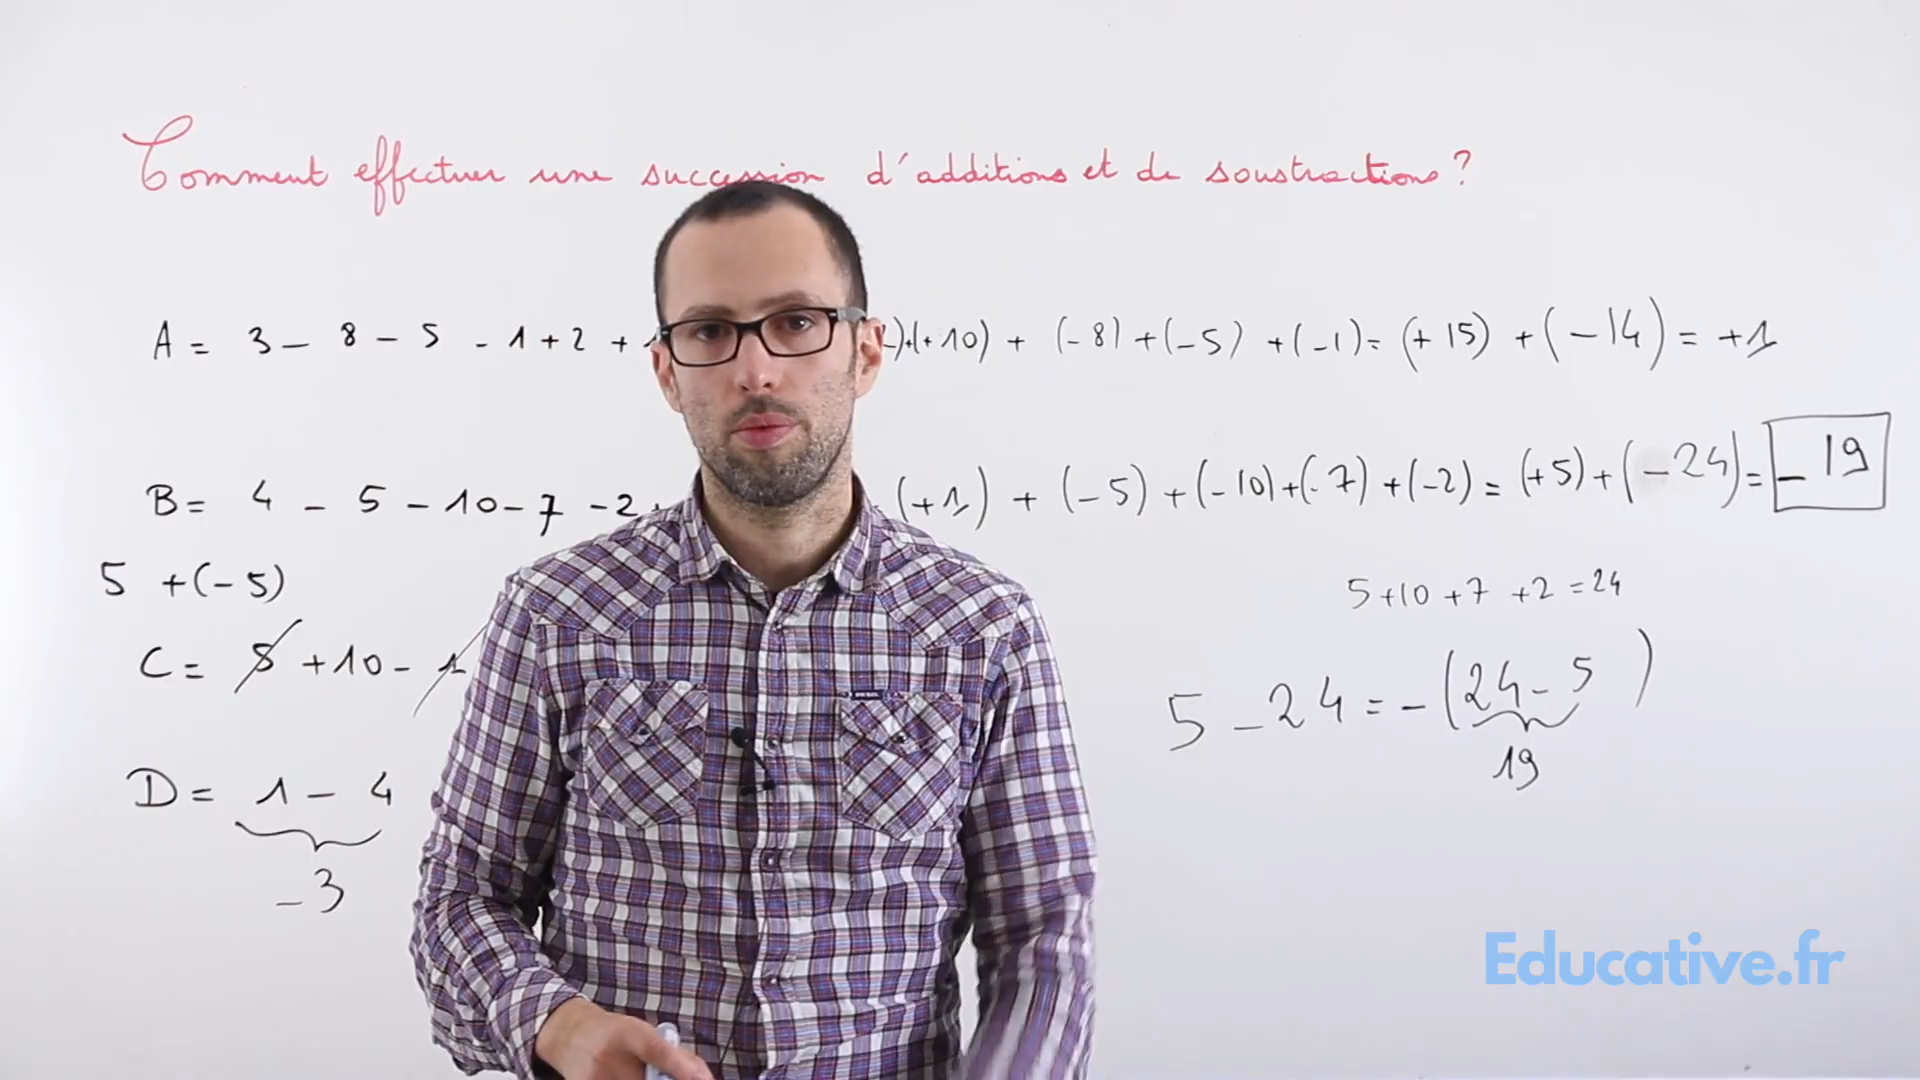 Comment effectuer une succession d'additions et de soustractions ?
A = 3 - 8 - 5 - 1 + 2 + )+(+10) + (-8) + (-5) + (-1) = (+15) + (-14) = +1
B = 4 - 5 - 10 - 7 - 2 (+1) + (-5) + (-10) + (-7) + (-2) = (+5) + (-24) = -19
5 + (-5)
5 + 10 + 7 + 2 = 24
C = 5 + 10 - 1
5 - 24 = - (24 - 5)
19
D = 1 - 4
-3
Educative.fr